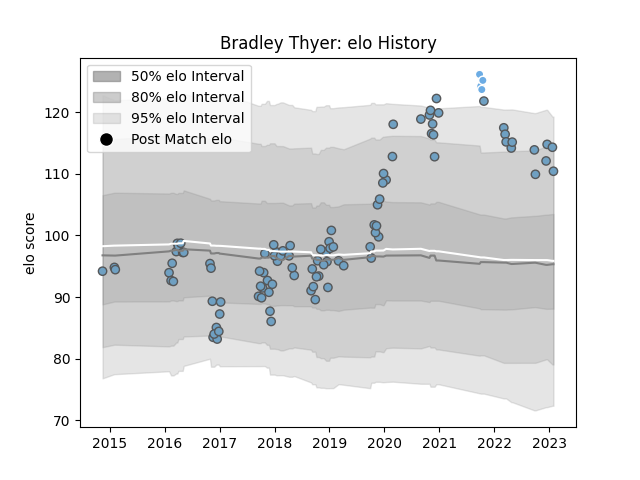 Bradley Thyer: elo History
50% elo Interval
80% elo Interval
95% elo Interval
Post Match elo
elo score
120
110
100
90
80
70
2015 2016 2017 2018 2019 2020 2021 2022 2023